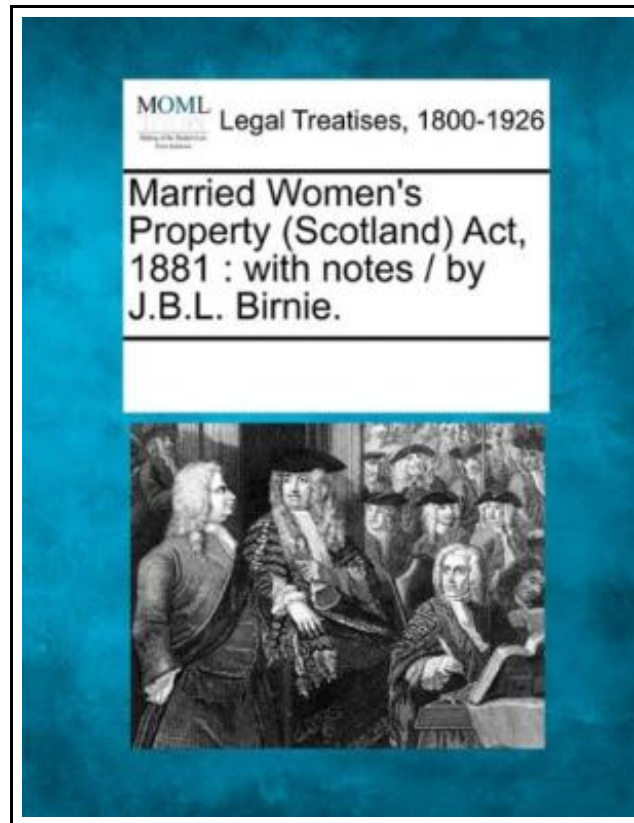 MOML
Legal Treatises, 1800-1926
Married Women's
Property (Scotland) Act,
1881 : with notes / by
J.B.L. Birnie.